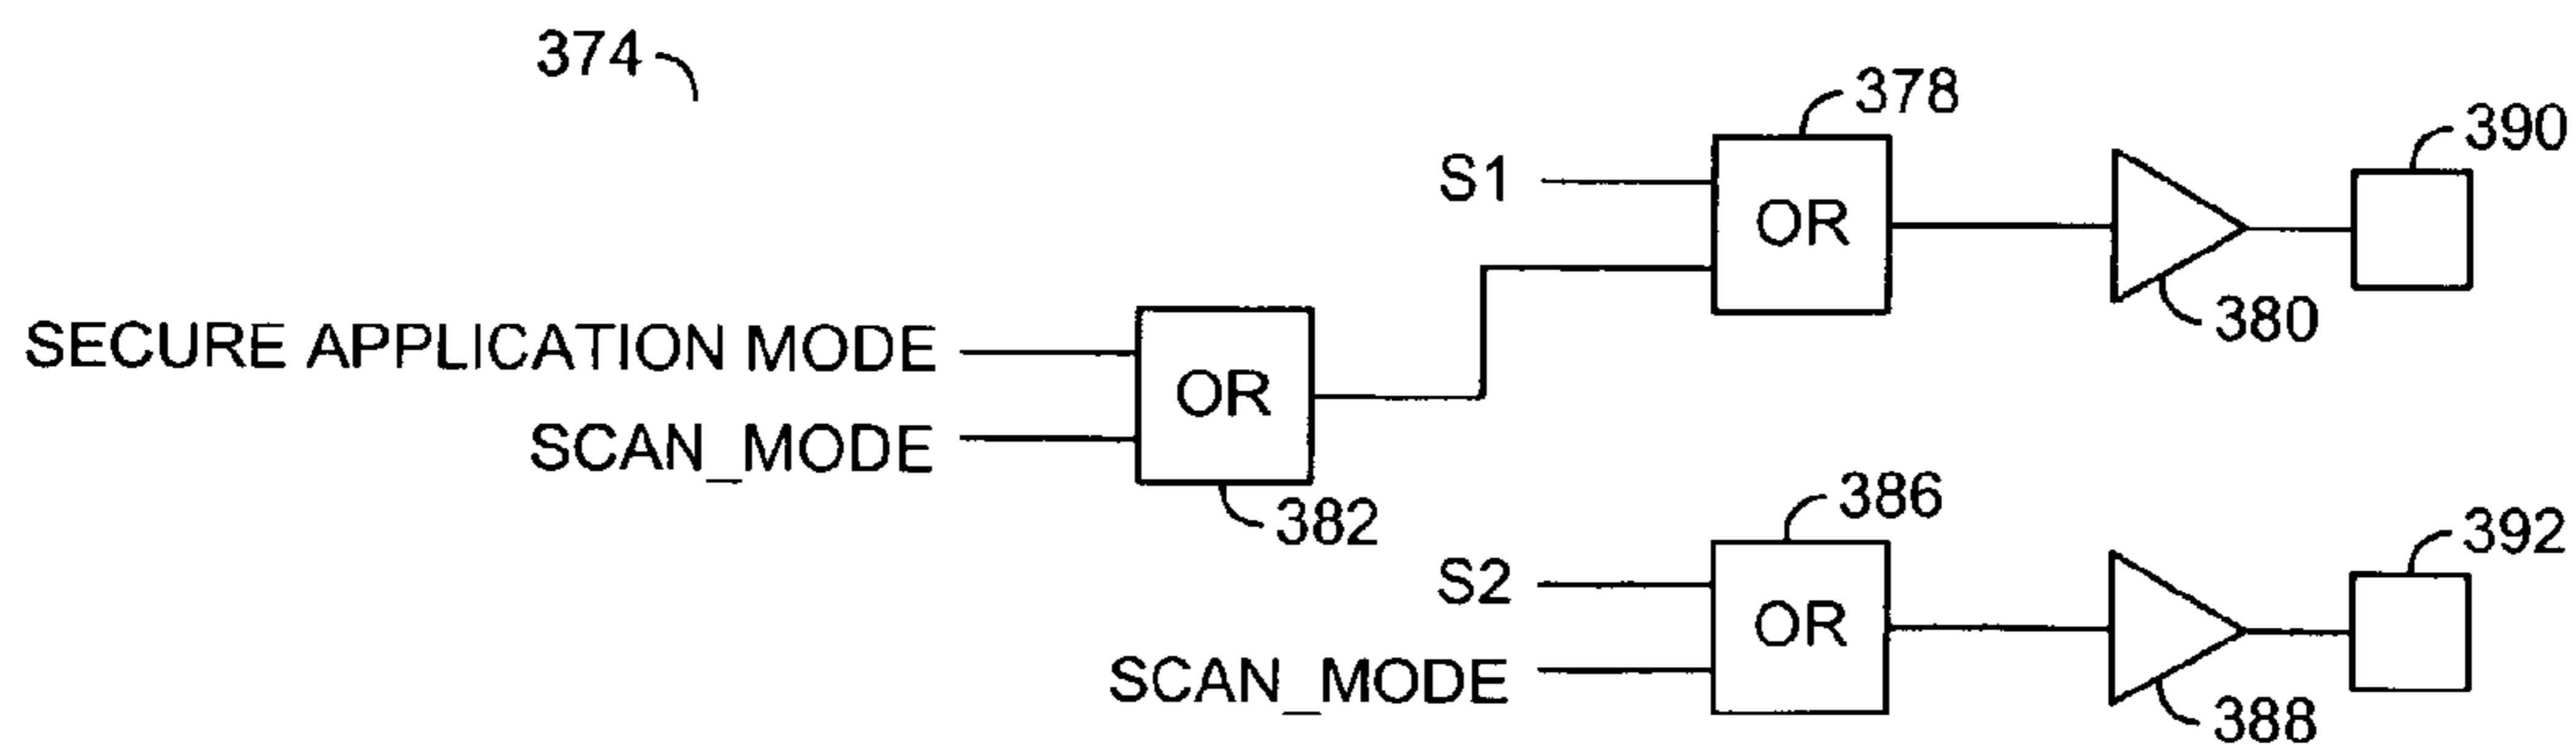 374
378
390
S1
OR
380
SECURE APPLICATION MODE
OR
SCAN_MODE
382
386
392
S2
OR
SCAN_MODE
388